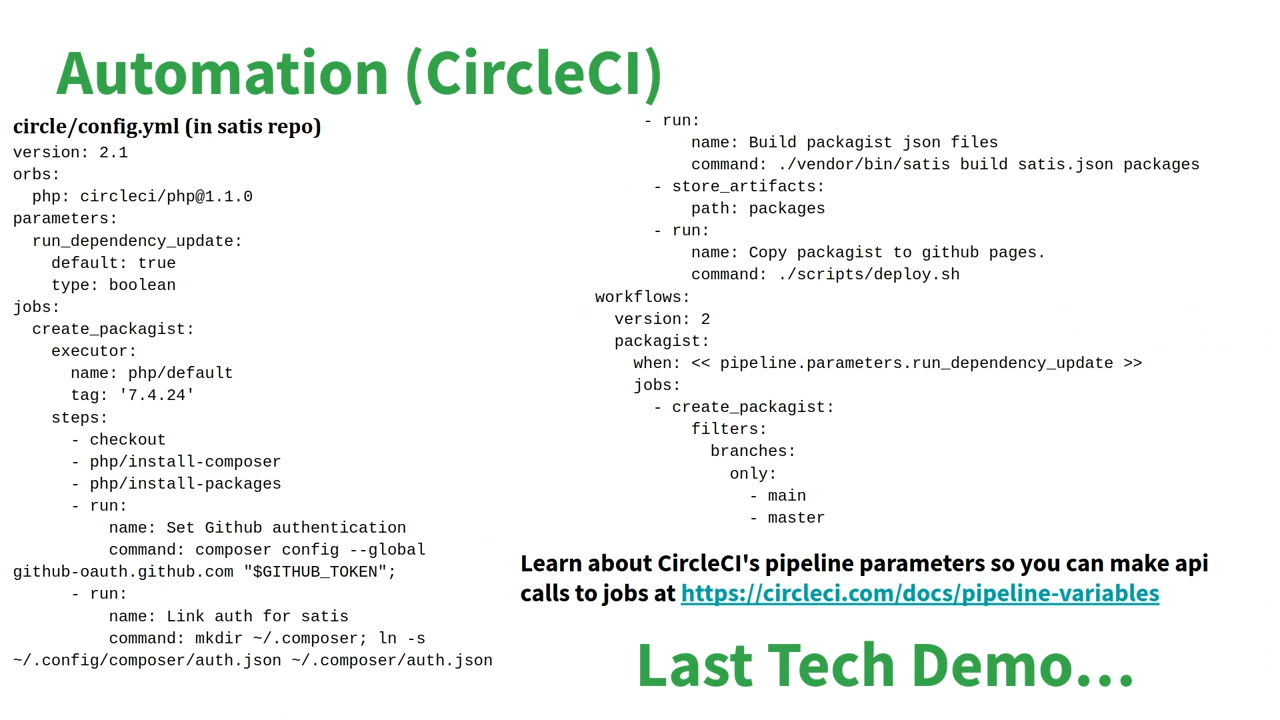 Automation (CircleCI)
circle/config.yml (in satis repo)
version: 2.1
orbs:
  php: circleci/php@1.1.0
parameters:
  run_dependency_update:
    default: true
    type: boolean
jobs:
  create_packagist:
    executor:
      name: php/default
      tag: '7.4.24'
    steps:
      - checkout
      - php/install-composer
      - php/install-packages
      - run:
          name: Set Github authentication
          command: composer config --global
github-oauth.github.com "$GITHUB_TOKEN";
      - run:
          name: Link auth for satis
          command: mkdir ~/.composer; ln -s
~/.config/composer/auth.json ~/.composer/auth.json
     - run:
          name: Build packagist json files
          command: ./vendor/bin/satis build satis.json packages
      - store_artifacts:
          path: packages
      - run:
          name: Copy packagist to github pages.
          command: ./scripts/deploy.sh
workflows:
  version: 2
  packagist:
    when: << pipeline.parameters.run_dependency_update >>
    jobs:
      - create_packagist:
          filters:
            branches:
              only:
                - main
                - master
Learn about CircleCI's pipeline parameters so you can make api
calls to jobs at https://circleci.com/docs/pipeline-variables
Last Tech Demo…